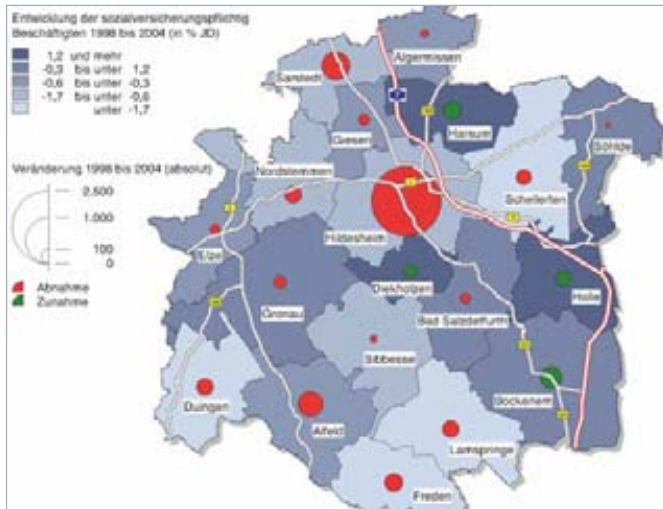 Entwicklung der sozialversicherungspflichtig
Beschäftigten 1998 bis 2004 (in % JD)
1,2 und mehr
-0,3 bis unter 1,2
-0,6 bis unter -0,3
-1,7 bis unter -0,6
unter -1,7
Veränderung 1998 bis 2004 (absolut)
2.500
1.000
100
0
Abnahme
Zunahme
Algermissen
Sarstedt
Giesen
Harsum
Söhlde
Nordstemmen
Schellerten
Hildesheim
Elze
Diekholzen
Holle
Gronau
Bad Salzdetfurth
Sibbesse
Bockenem
Duingen
Alfeld
Lamspringe
Freden